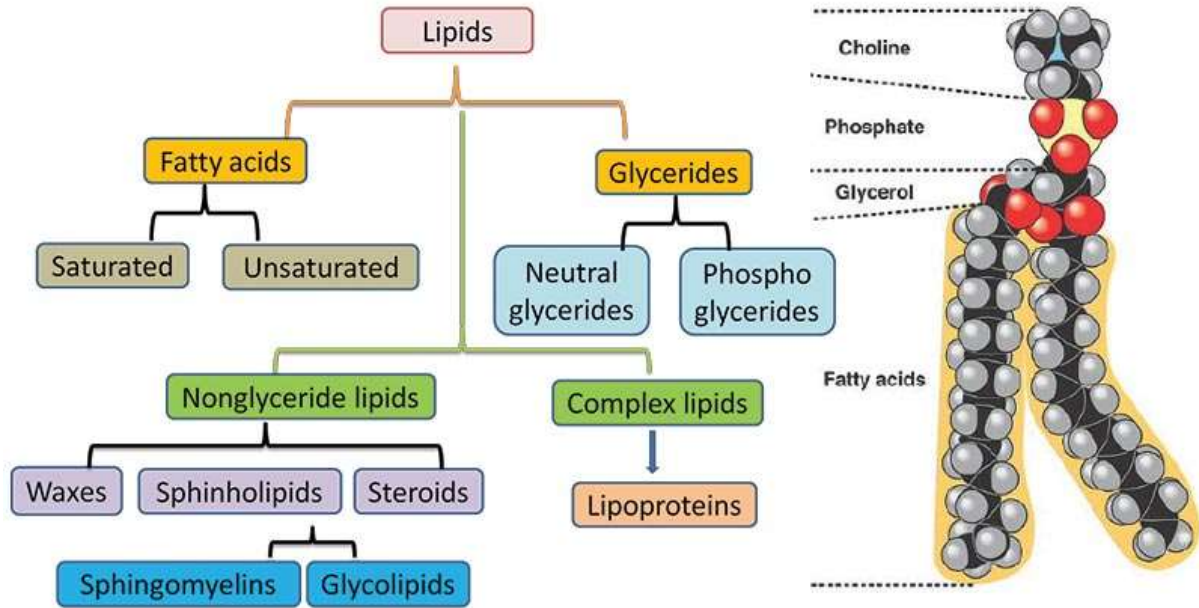 Lipids
Fatty acids
Glycerides
Saturated
Unsaturated
Neutral
glycerides
Phospho
glycerides
Nonglyceride lipids
Complex lipids
Waxes
Sphinholipids
Steroids
Lipoproteins
Sphingomyelins
Glycolipids
Choline
Phosphate
Glycerol
Fatty acids